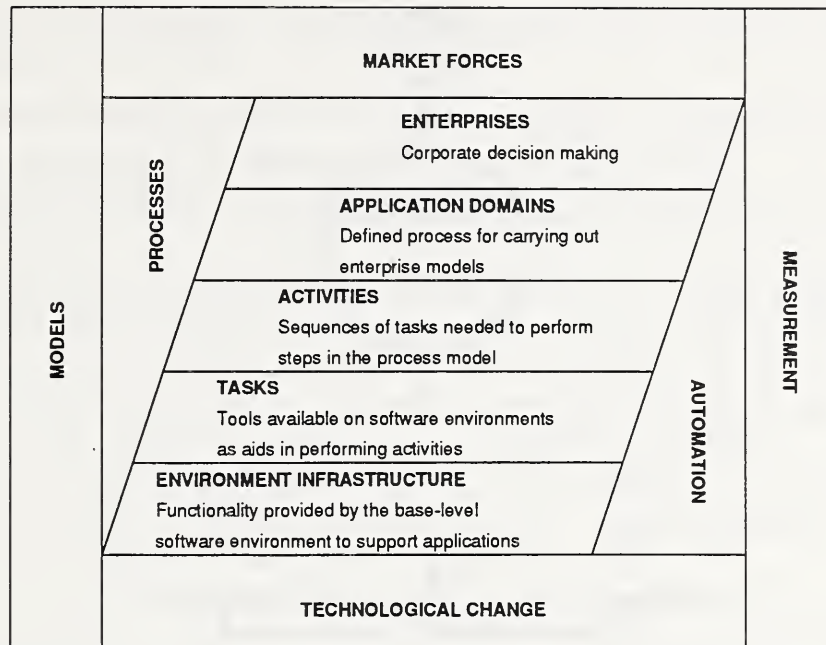 MARKET FORCES
MODELS
PROCESSES
ENTERPRISES
Corporate decision making
APPLICATION DOMAINS
Defined process for carrying out
enterprise models
ACTIVITIES
Sequences of tasks needed to perform
steps in the process model
TASKS
Tools available on software environments
as aids in performing activities
ENVIRONMENT INFRASTRUCTURE
Functionality provided by the base-level
software environment to support applications
AUTOMATION
MEASUREMENT
TECHNOLOGICAL CHANGE